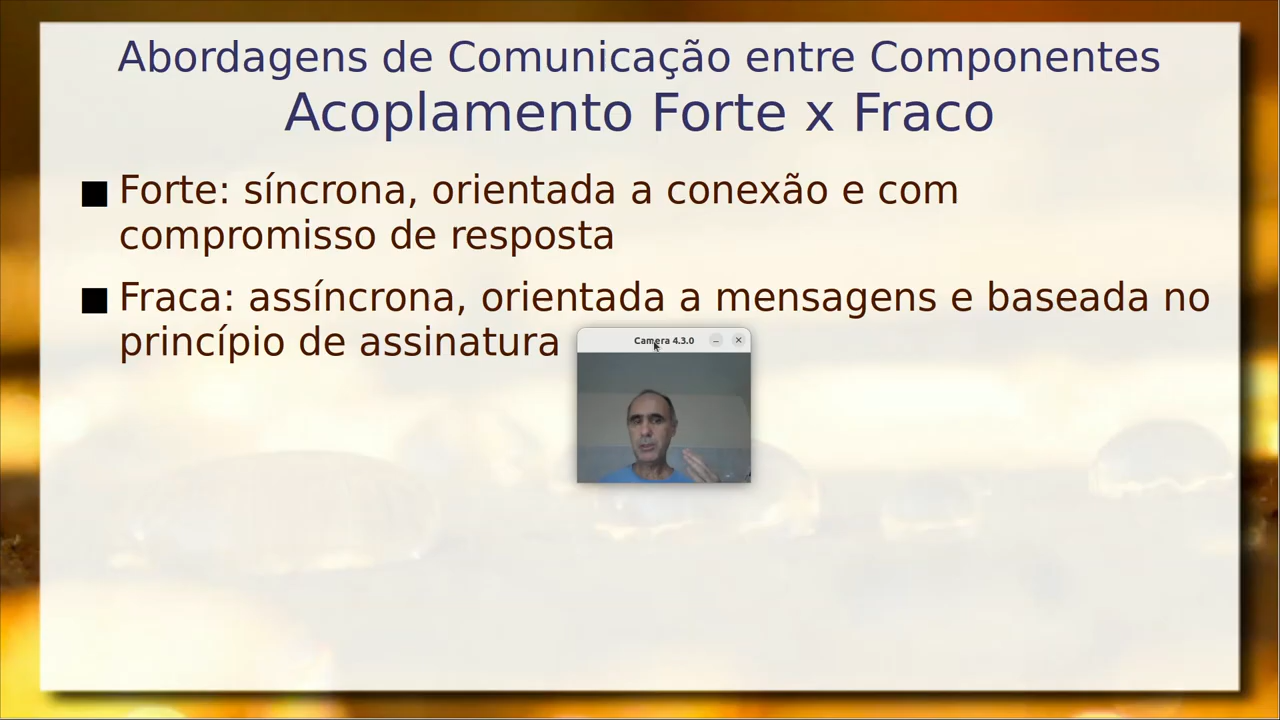 Abordagens de Comunicação entre Componentes
Acoplamento Forte x Fraco
Forte: síncrona, orientada a conexão e com
compromisso de resposta
Fraca: assíncrona, orientada a mensagens e baseada no
princípio de assinatura
Camera 4.3.0